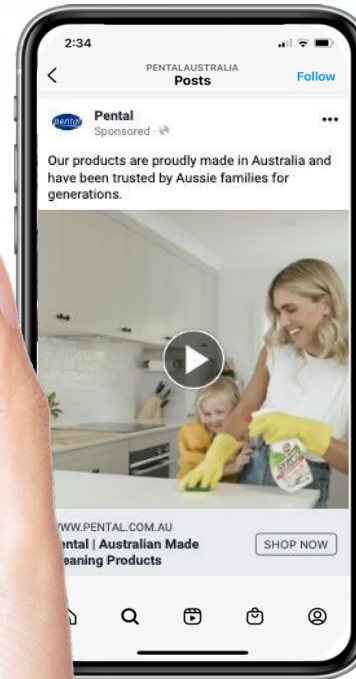 2:34
PENTALAUSTRALIA
Posts
Follow
pental
Pental
Sponsored ·
Our products are proudly made in Australia and
have been trusted by Aussie families for
generations.
WWW.PENTAL.COM.AU
ental | Australian Made
eaning Products
SHOP NOW